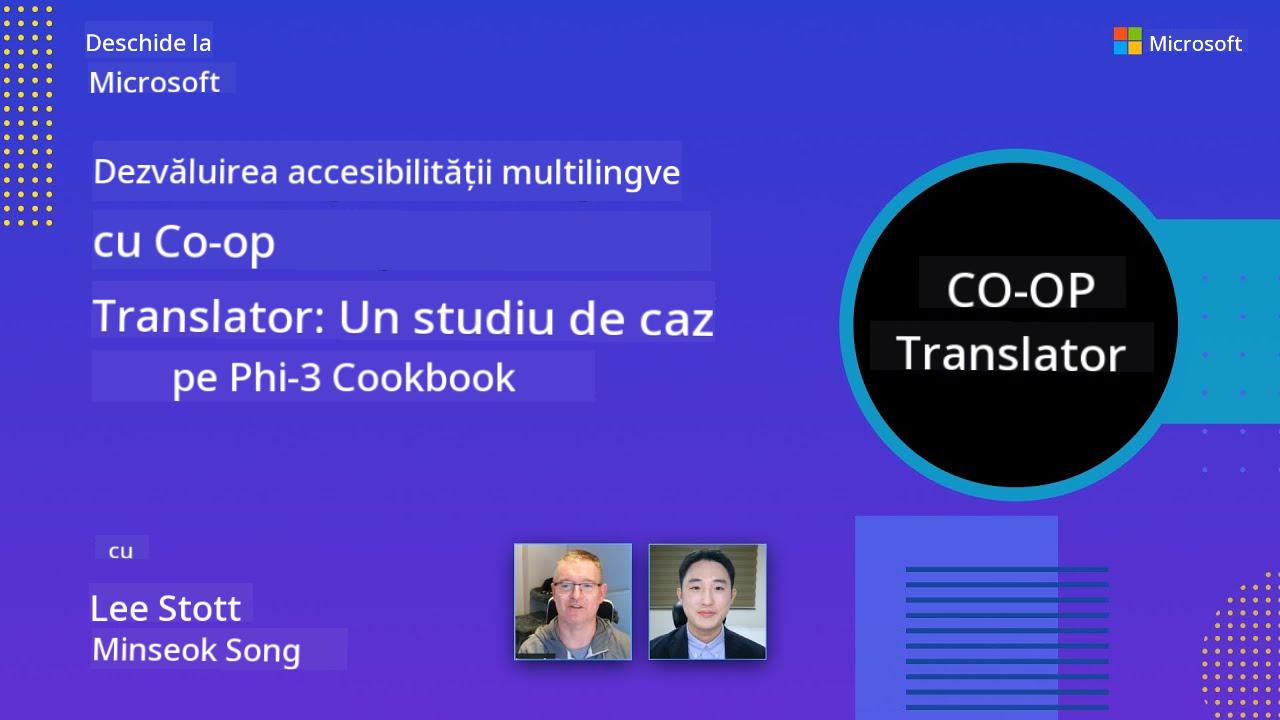 Deschide la
Microsoft
Microsoft
Dezvăluirea accesibilității multilingve
cu Co-op
Translator: Un studiu de caz
pe Phi-3 Cookbook
CO-OP
Translator
cu
Lee Stott
Minseok Song